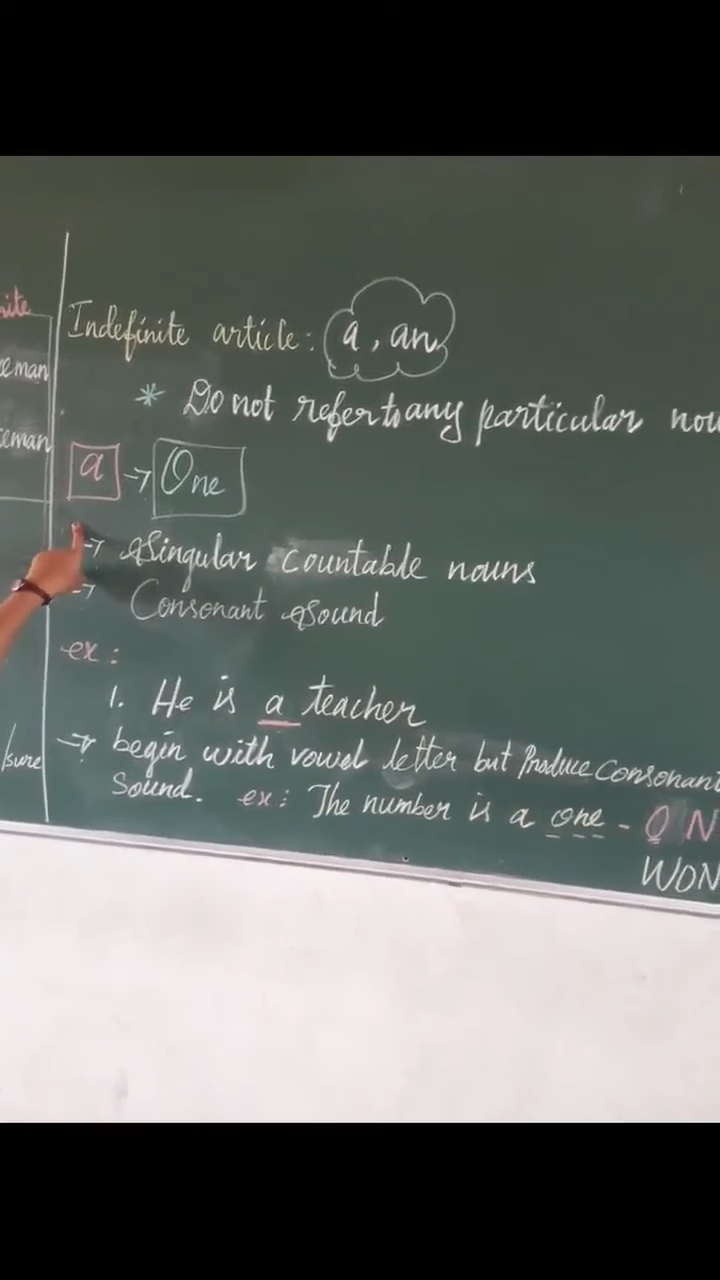 Indefinite article: a, an
* Do not refer to any particular
a → One
→ Singular countable nouns
→ Consonant Sound
ex:
1. He is a teacher
→ begin with vowel letter but Produce Consonant
Sound. ex: The number is a one - ON
WON